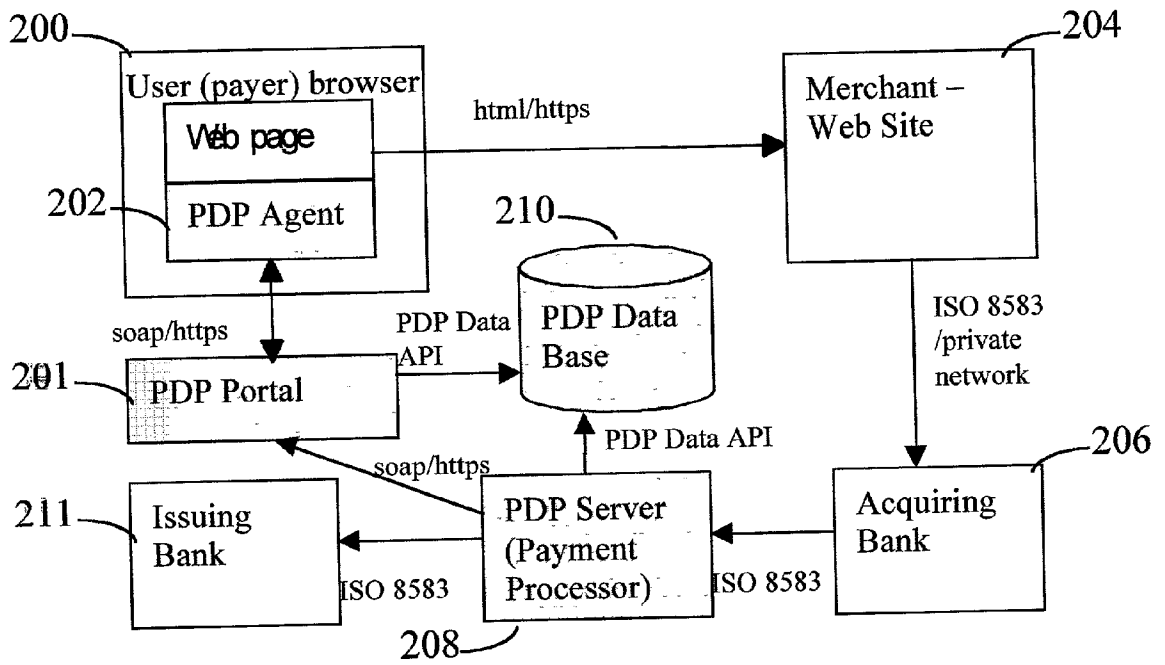 200
204
User (payer) browser
Web page
html/https
Merchant –
Web Site
202
PDP Agent
210
soap/https
PDP Data
API
PDP Data
Base
ISO 8583
/private
network
201
PDP Portal
PDP Data API
soap/https
206
211
Issuing
Bank
PDP Server
(Payment
Processor)
Acquiring
Bank
ISO 8583
ISO 8583
208